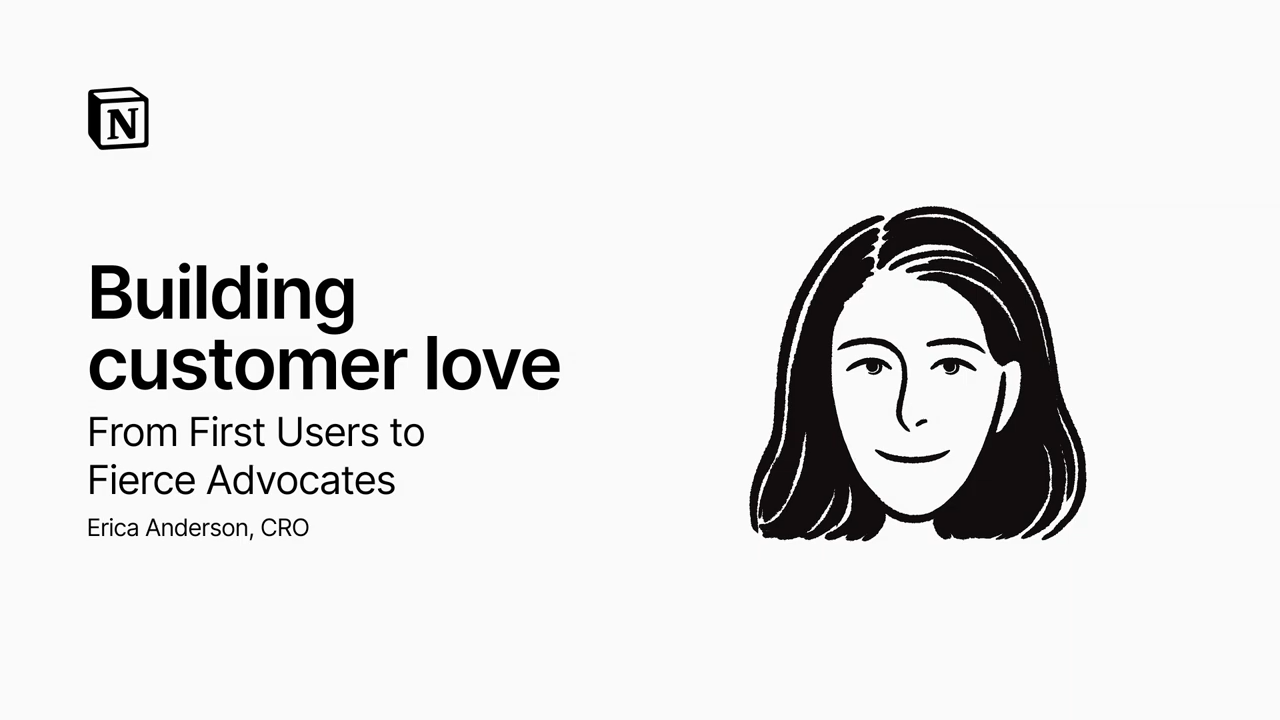 N
Building
customer love
From First Users to
Fierce Advocates
Erica Anderson, CRO